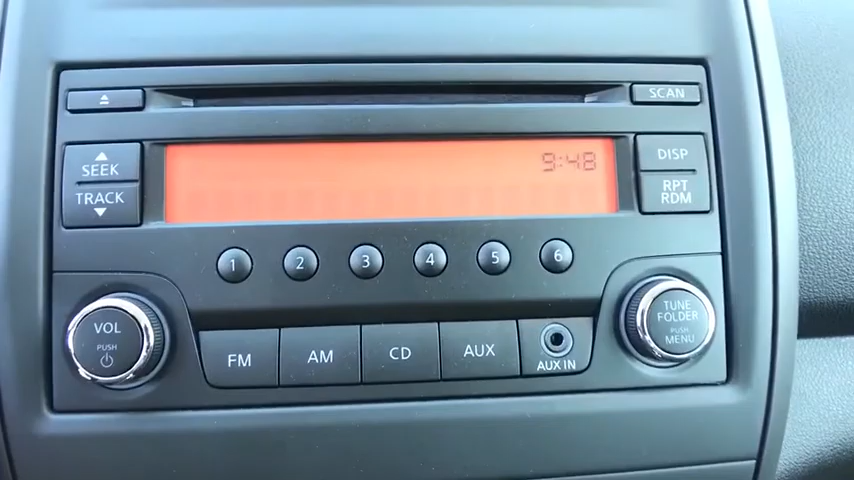 SCAN
9:48
SEEK
TRACK
DISP
RPT
RDM
1 2 3 4 5 6
VOL
PUSH
FM AM CD AUX
AUX IN
TUNE
FOLDER
PUSH
MENU